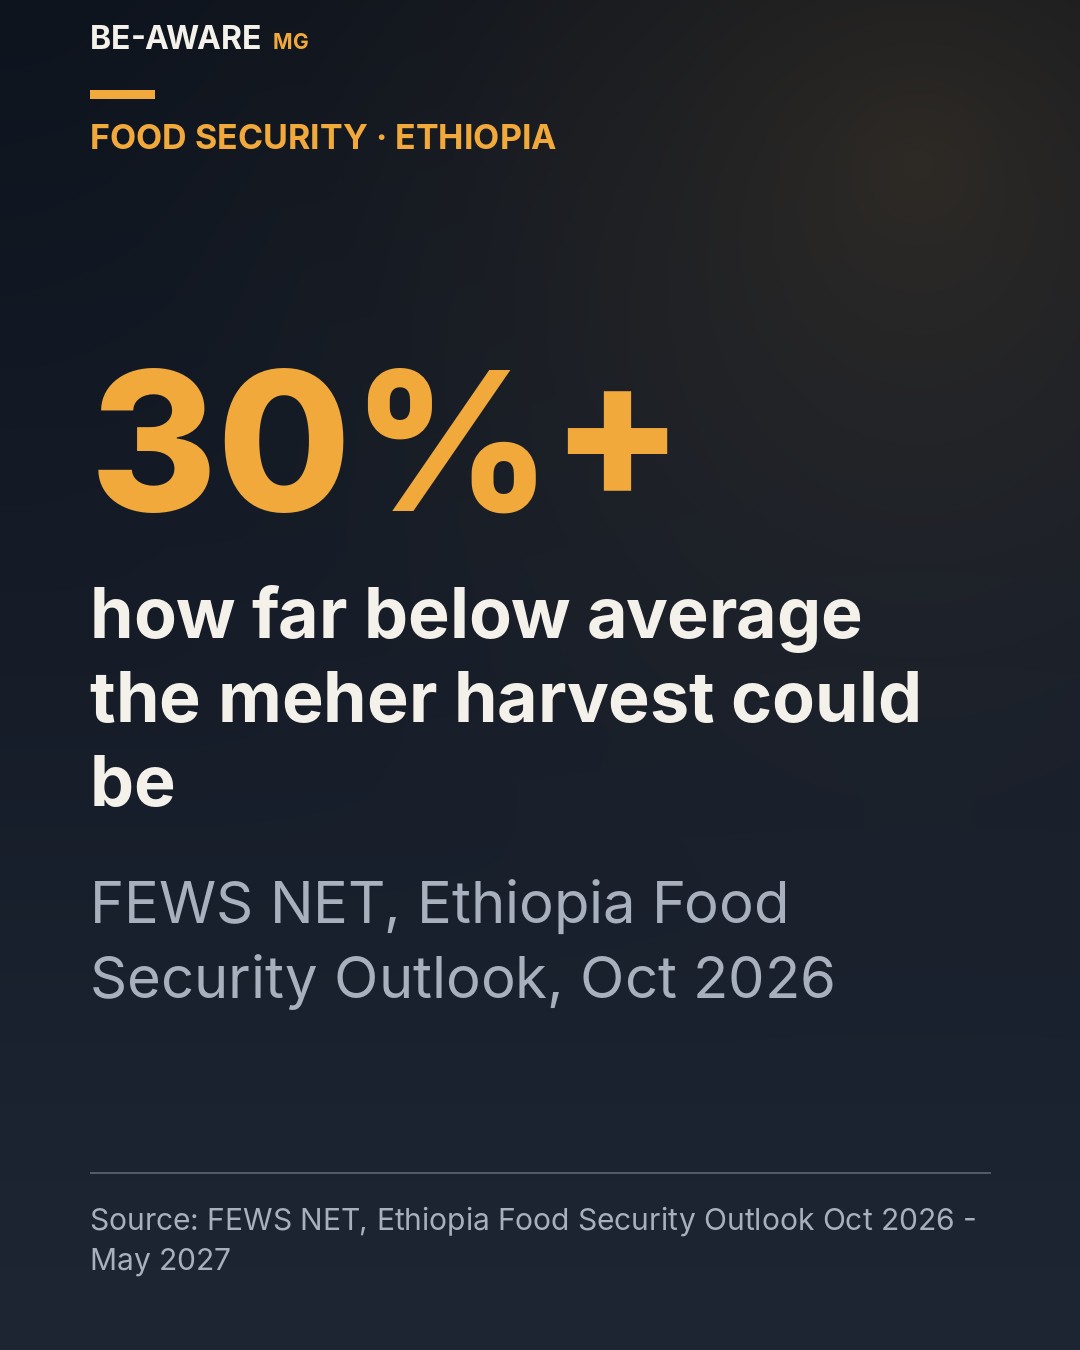 BE-AWARE MG
FOOD SECURITY · ETHIOPIA
30%+
how far below average
the meher harvest could
be
FEWS NET, Ethiopia Food
Security Outlook, Oct 2026
Source: FEWS NET, Ethiopia Food Security Outlook Oct 2026 -
May 2027